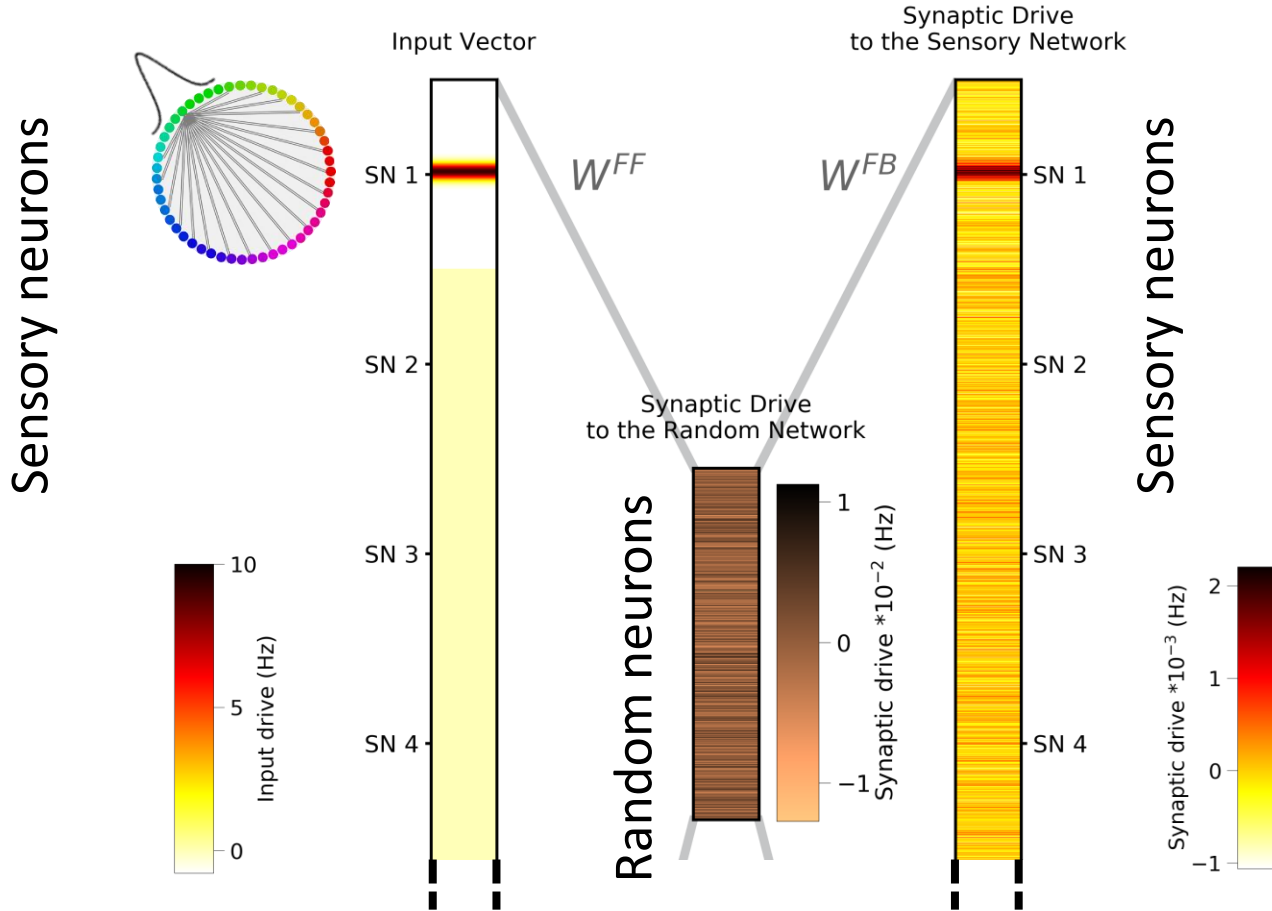 Synaptic Drive
to the Sensory Network
Input Vector
Sensory neurons
W^FF
W^FB
Sensory neurons
SN 1
SN 1
SN 2
SN 2
Synaptic Drive
to the Random Network
SN 3
SN 3
SN 4
SN 4
Random neurons
10
5
0
Input drive (Hz)
1
0
−1
Synaptic drive *10^−2 (Hz)
2
1
0
−1
Synaptic drive *10^−3 (Hz)